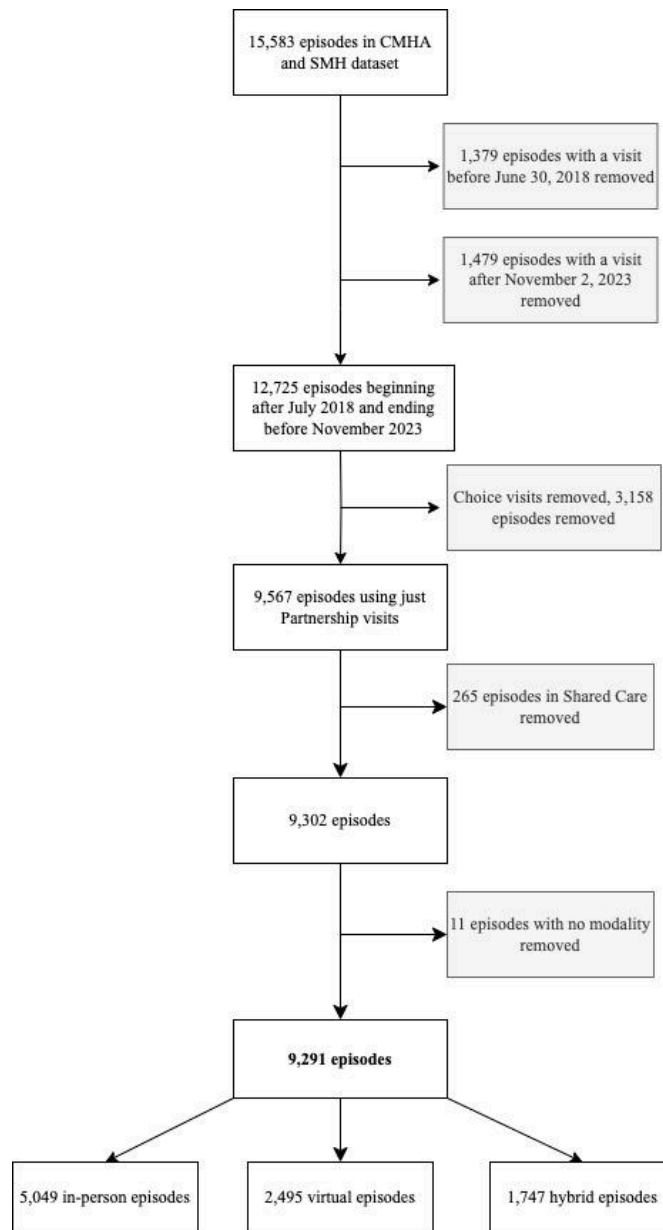 15,583 episodes in CMHA
and SMH dataset
1,379 episodes with a visit
before June 30, 2018 removed
1,479 episodes with a visit
after November 2, 2023
removed
12,725 episodes beginning
after July 2018 and ending
before November 2023
Choice visits removed, 3,158
episodes removed
9,567 episodes using just
Partnership visits
265 episodes in Shared Care
removed
9,302 episodes
11 episodes with no modality
removed
9,291 episodes
5,049 in-person episodes
2,495 virtual episodes
1,747 hybrid episodes